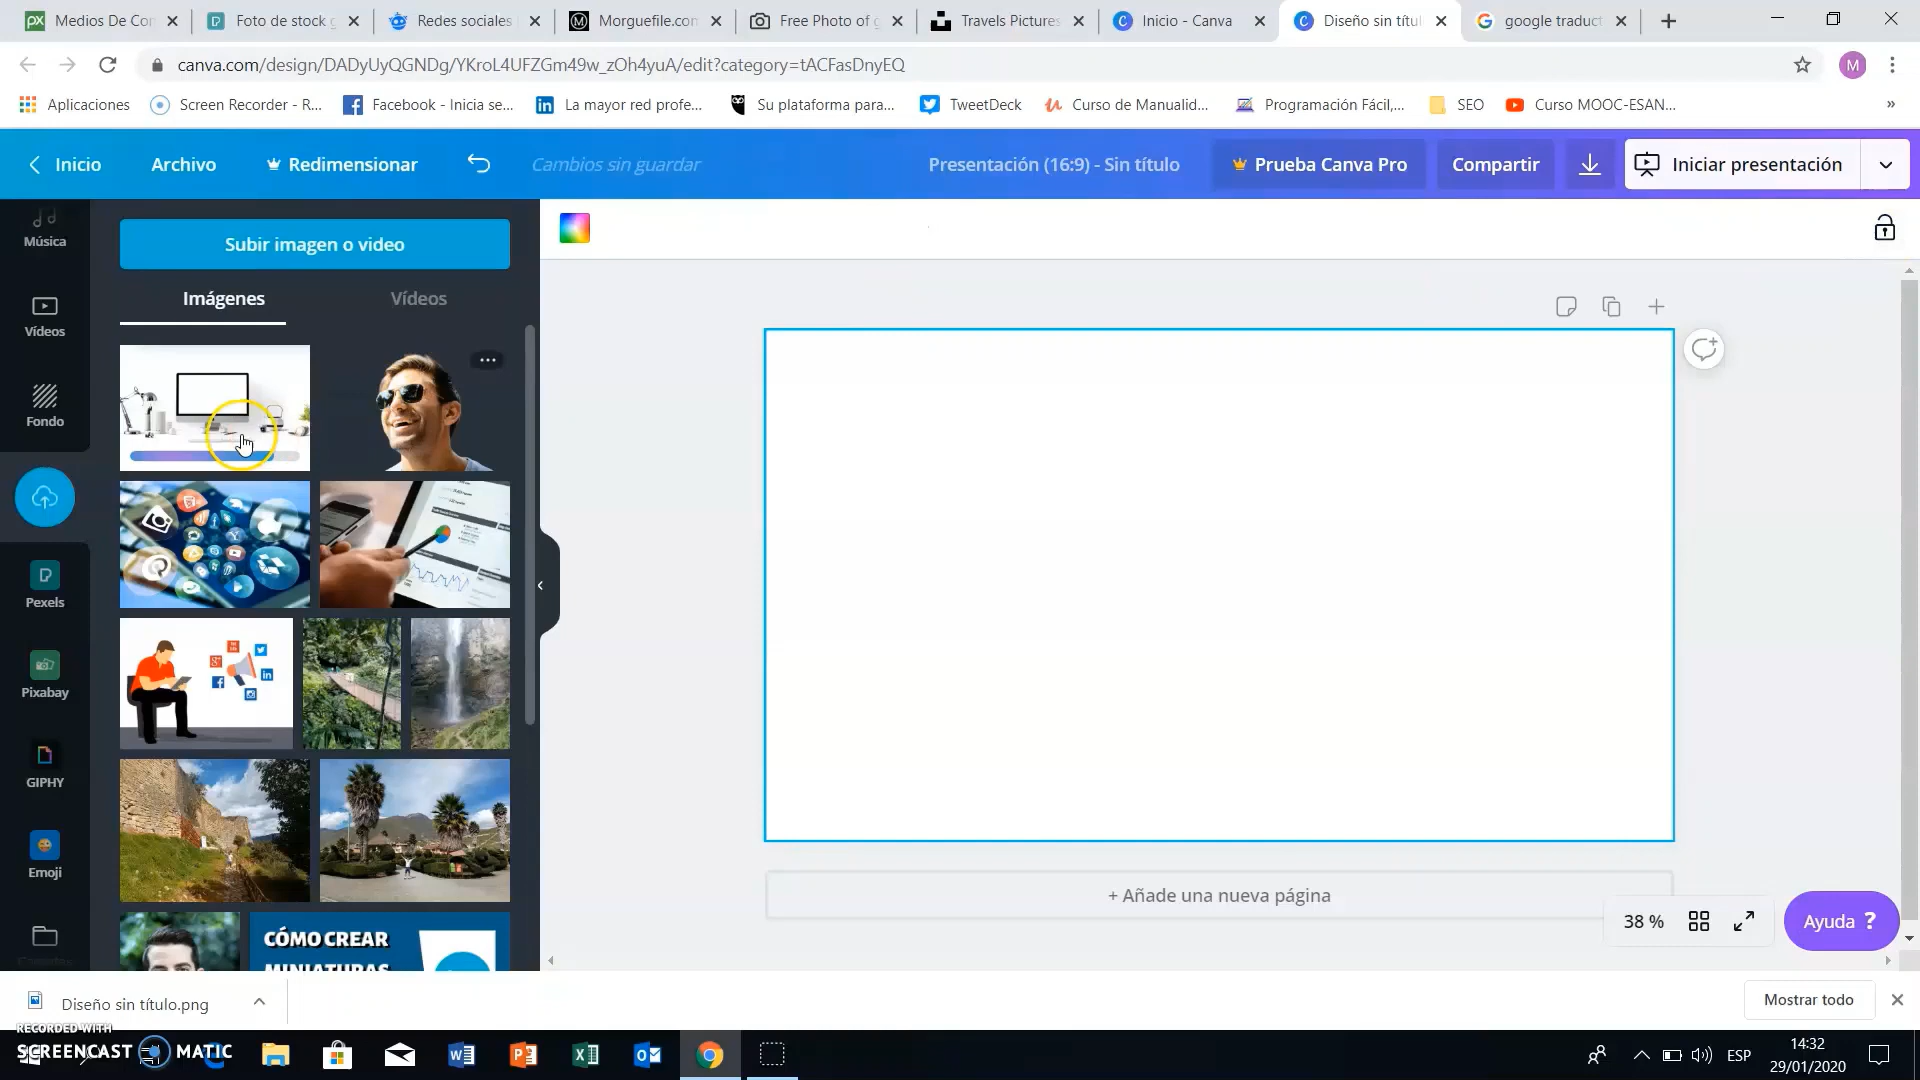 Medios De Con
Foto de stock g
Redes sociales
Morguefile.com
Free Photo of g
Travels Pictures
Inicio - Canva
Diseño sin títul
google traduct
canva.com/design/DADyUyQGNDg/YKroL4UFZGm49w_zOh4yuA/edit?category=tACFasDnyEQ
M
Aplicaciones
Screen Recorder - R...
Facebook - Inicia se...
La mayor red profe...
Su plataforma para...
TweetDeck
Curso de Manualid...
Programación Fácil,...
SEO
Curso MOOC-ESAN...
»
Inicio
Archivo
Redimensionar
Cambios sin guardar
Presentación (16:9) - Sin título
Prueba Canva Pro
Compartir
Iniciar presentación
Música
Vídeos
Fondo
Pexels
Pixabay
GIPHY
Emoji
Subir imagen o video
Imágenes
Vídeos
CÓMO CREAR
MINIATURAS
+ Añade una nueva página
38 %
Ayuda ?
Diseño sin título.png
Mostrar todo
RECORDED WITH
SCREENCAST MATIC
ESP
14:32
29/01/2020